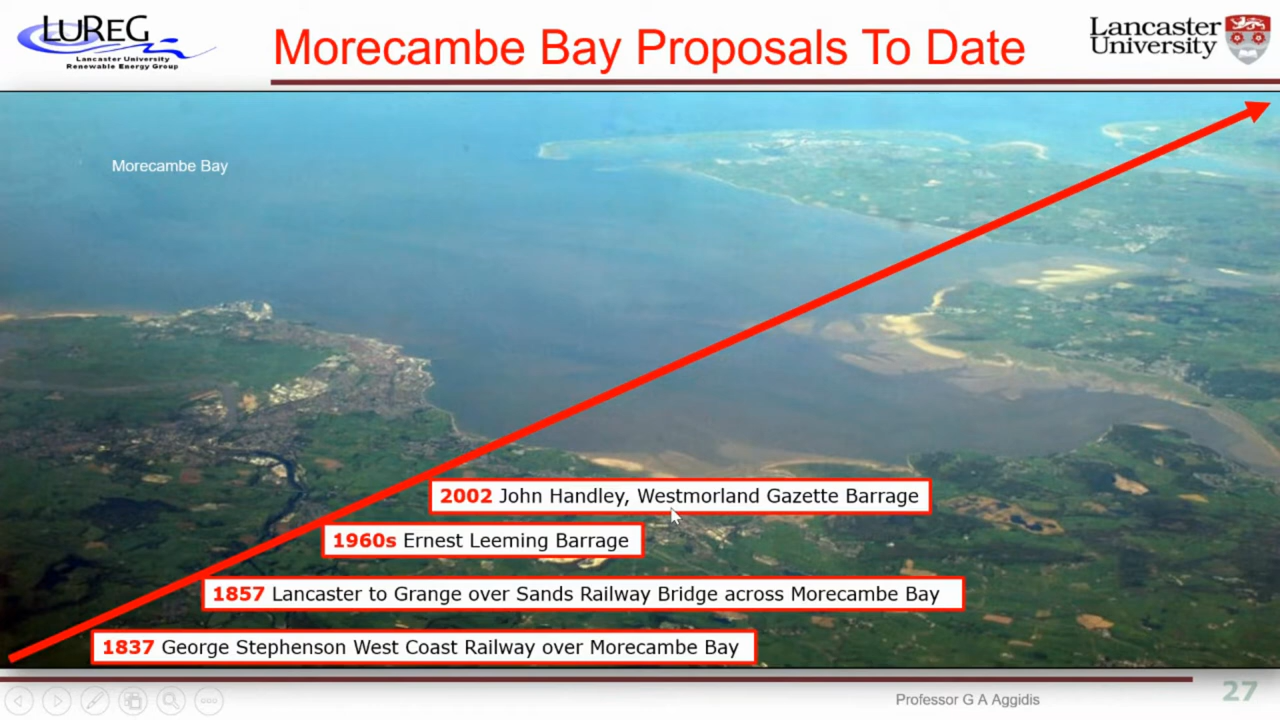 LUREG
Lancaster University
Renewable Energy Group
Morecambe Bay Proposals To Date
Lancaster
University
Morecambe Bay
2002 John Handley, Westmorland Gazette Barrage
1960s Ernest Leeming Barrage
1857 Lancaster to Grange over Sands Railway Bridge across Morecambe Bay
1837 George Stephenson West Coast Railway over Morecambe Bay
Professor G A Aggidis
27